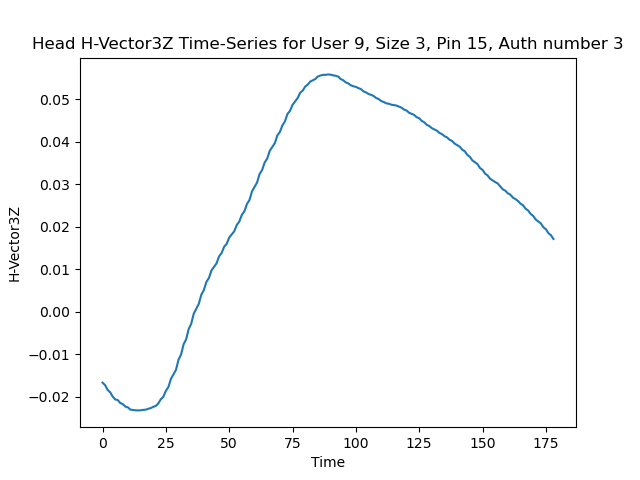 Head H-Vector3Z Time-Series for User 9, Size 3, Pin 15, Auth number 3
H-Vector3Z
0.05
0.04
0.03
0.02
0.01
0.00
−0.01
−0.02
0 25 50 75 100 125 150 175
Time